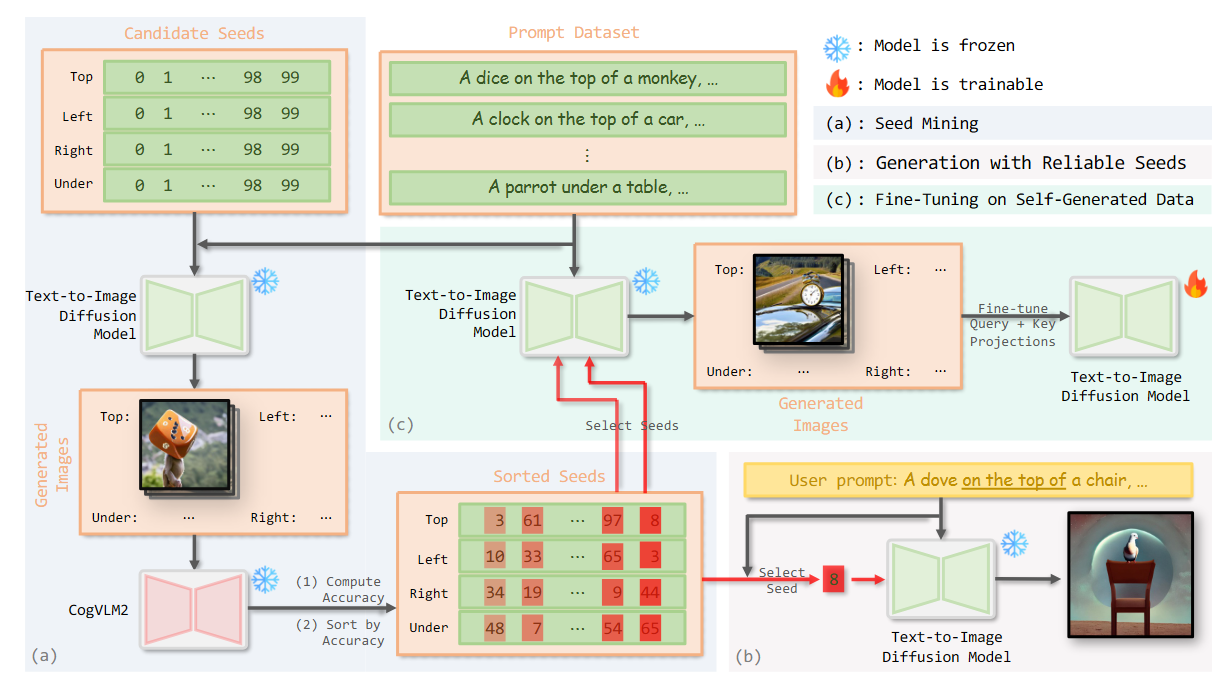 Candidate Seeds
Top 0 1 ··· 98 99
Left 0 1 ··· 98 99
Right 0 1 ··· 98 99
Under 0 1 ··· 98 99
Prompt Dataset
A dice on the top of a monkey, …
A clock on the top of a car, …
⋮
A parrot under a table, …
: Model is frozen
: Model is trainable
(a): Seed Mining
(b): Generation with Reliable Seeds
(c): Fine-Tuning on Self-Generated Data
Text-to-Image
Diffusion
Model
Generated
Images
Top:
Left: ···
Under: ···
Right: ···
CogVLM2
(1) Compute
Accuracy
(2) Sort by
Accuracy
(a)
Text-to-Image
Diffusion
Model
Top:
Left: ···
Under: ···
Right: ···
Generated
Images
Fine-tune
Query + Key
Projections
Text-to-Image
Diffusion Model
(c)
Select Seeds
Sorted Seeds
Top 3 61 ··· 97 8
Left 10 33 ··· 65 3
Right 34 19 ··· 9 44
Under 48 7 ··· 54 65
User prompt: A dove on the top of a chair, …
Select
Seed
8
Text-to-Image
Diffusion Model
(b)